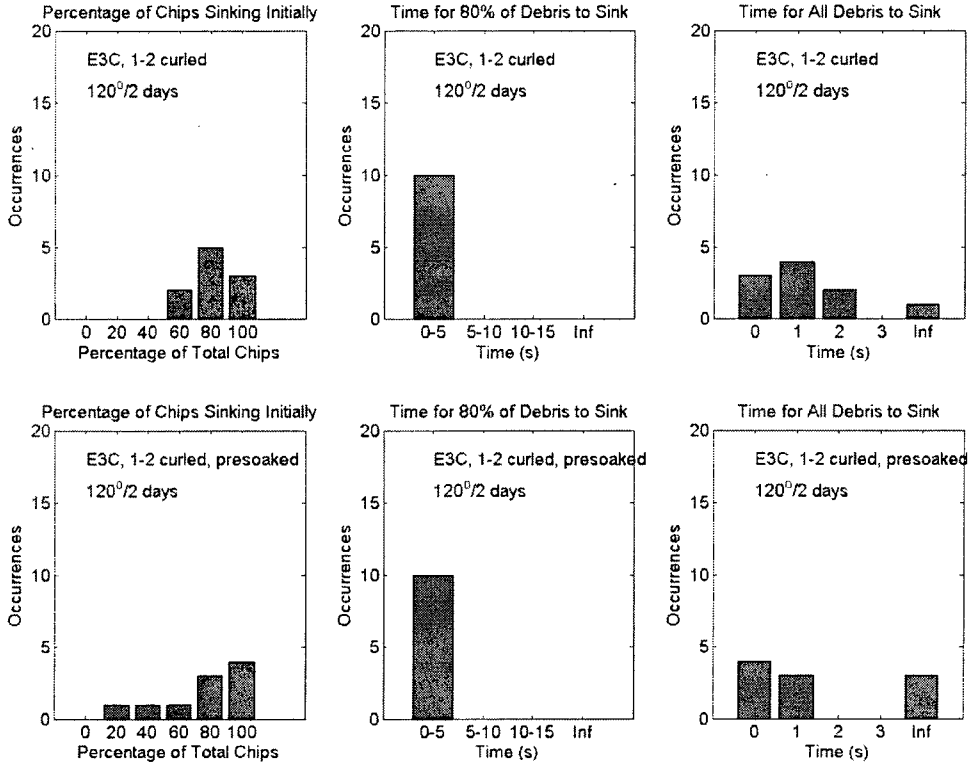 Percentage of Chips Sinking Initially
20
15
10
5
0
Occurrences
E3C, 1-2 curled
120⁰/2 days
0 20 40 60 80 100
Percentage of Total Chips
Time for 80% of Debris to Sink
20
15
10
5
0
Occurrences
E3C, 1-2 curled
120⁰/2 days
0-5 5-10 10-15 Inf
Time (s)
Time for All Debris to Sink
20
15
10
5
0
Occurrences
E3C, 1-2 curled
120⁰/2 days
0 1 2 3 Inf
Time (s)
Percentage of Chips Sinking Initially
20
15
10
5
0
Occurrences
E3C, 1-2 curled, presoaked
120⁰/2 days
0 20 40 60 80 100
Percentage of Total Chips
Time for 80% of Debris to Sink
20
15
10
5
0
Occurrences
E3C, 1-2 curled, presoaked
120⁰/2 days
0-5 5-10 10-15 Inf
Time (s)
Time for All Debris to Sink
20
15
10
5
0
Occurrences
E3C, 1-2 curled, presoaked
120⁰/2 days
0 1 2 3 Inf
Time (s)